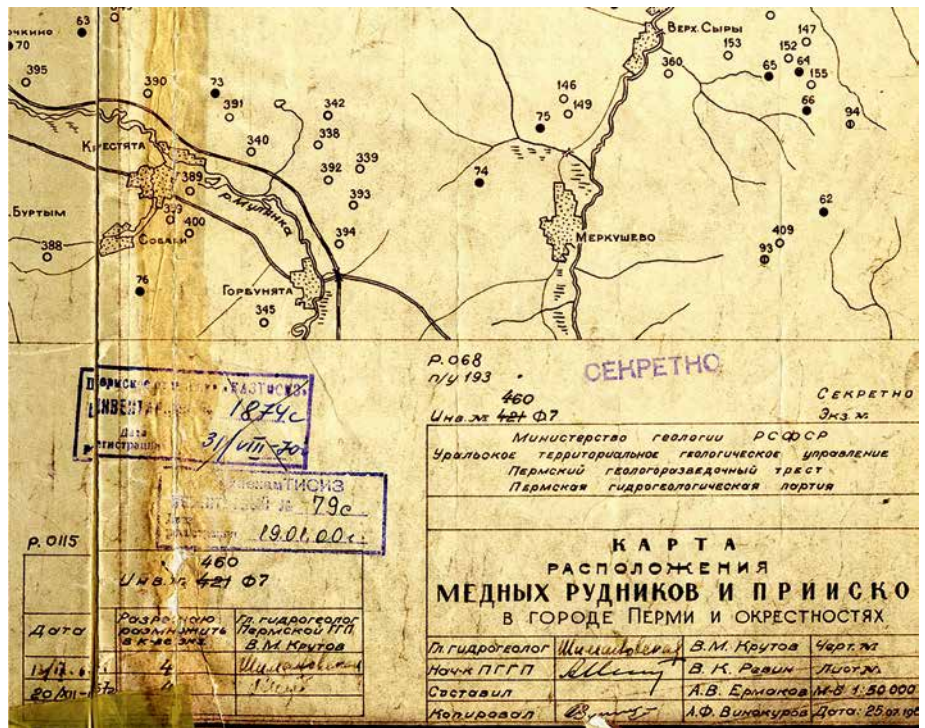 63
70
395
390
73
391
342
338
340
392
339
393
394
КРЕСТЯТА
389
399
400
Р. МУЛЯНКА
БУРТЫМ
388
СОБАКИ
76
ГОРБУНЯТА
345
ВЕРХ. СЫРЫ
360
153
152
147
65
64
155
66
94
146
149
75
74
62
МЕРКУШЕВО
409
93
Р. 068
П/У 193
СЕКРЕТНО
460
Инв. № 421 Ф7
СЕКРЕТНО
Экз. №
Министерство геологии РСФСР
Уральское территориальное геологическое управление
Пермский геологоразведочный трест
Пермская гидрогеологическая партия
КАРТА
РАСПОЛОЖЕНИЯ
МЕДНЫХ РУДНИКОВ И ПРИИСКО
В ГОРОДЕ ПЕРМИ И ОКРЕСТНОСТЯХ
Гл. гидрогеолог В.М. Крутов Черт. №
Нач-к ПГГП В.К. Ревин Лист №
Составил А.В. Ермаков М-б 1:50 000
Копировал А.Ф. Винокуров Дата: 25.07
1874с
31/VIII-70
ТИСИЗ
№ 79с
19.01.00г.
Р. 0115
460
Инв. № 421 Ф7
Дата
Разрешаю размножить в к-ве экз.
Гл. гидрогеолог Пермской ГГП В.М. Крутов
4